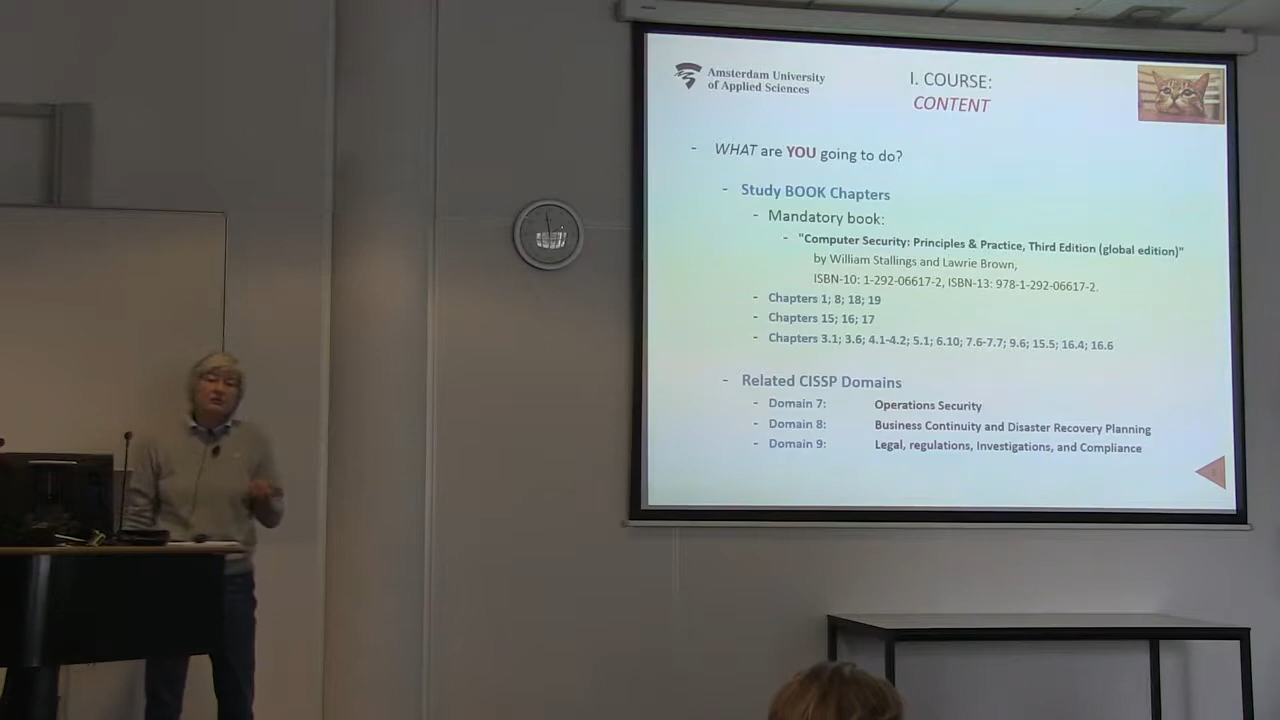 Amsterdam University
of Applied Sciences
I. COURSE:
CONTENT
- WHAT are YOU going to do?
- Study BOOK Chapters
- Mandatory book:
- "Computer Security: Principles & Practice, Third Edition (global edition)"
by William Stallings and Lawrie Brown,
ISBN-10: 1-292-06617-2, ISBN-13: 978-1-292-06617-2.
- Chapters 1; 8; 18; 19
- Chapters 15; 16; 17
- Chapters 3.1; 3.6; 4.1-4.2; 5.1; 6.10; 7.6-7.7; 9.6; 15.5; 16.4; 16.6
- Related CISSP Domains
- Domain 7: Operations Security
- Domain 8: Business Continuity and Disaster Recovery Planning
- Domain 9: Legal, regulations, Investigations, and Compliance